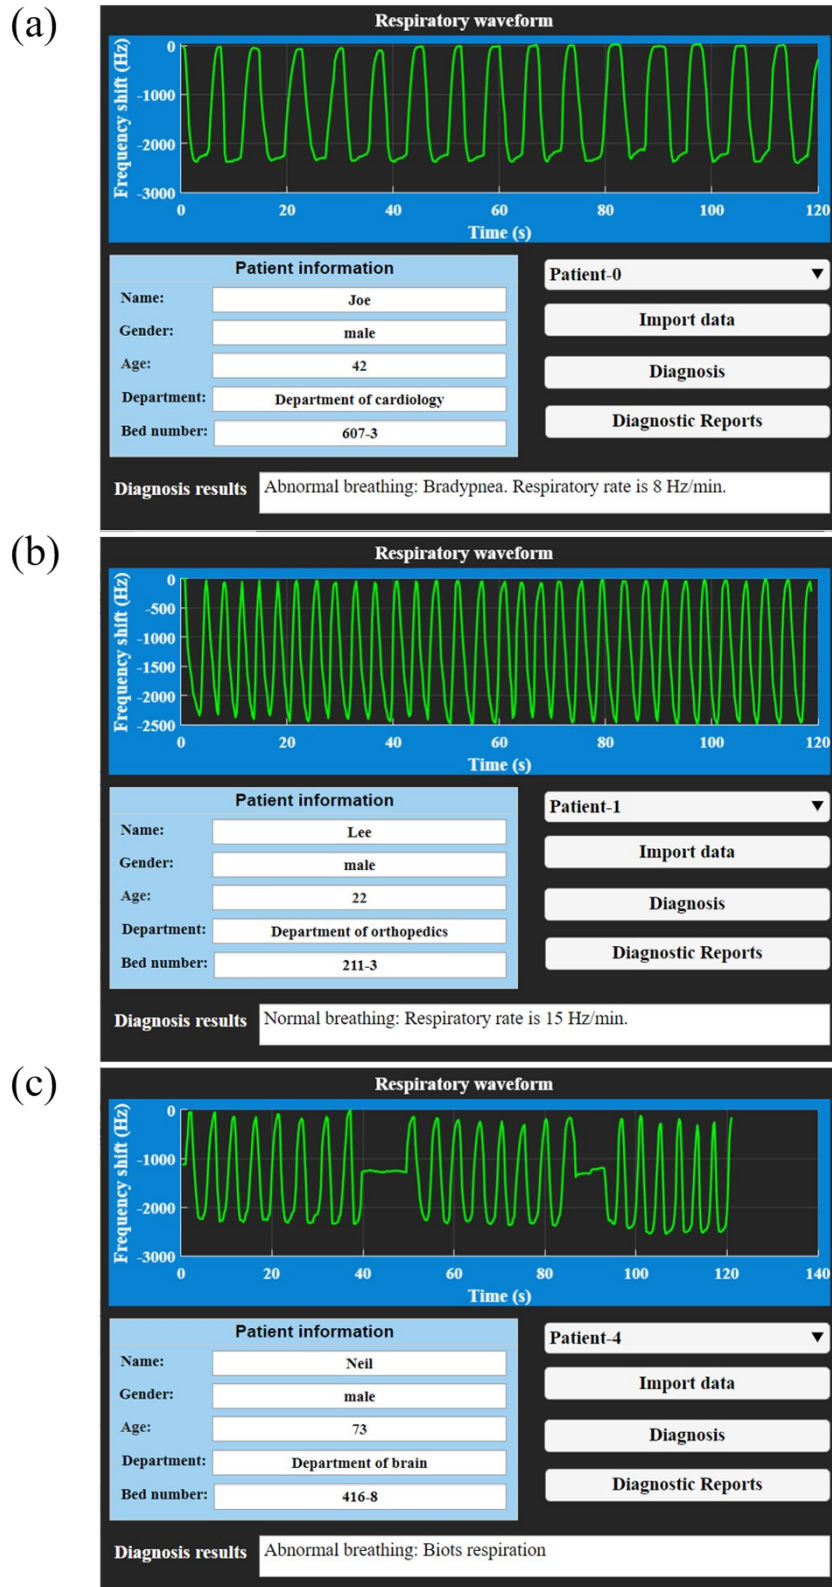 (a)
Respiratory waveform
Frequency shift (Hz)
0
-1000
-2000
-3000
0 20 40 60 80 100 120
Time (s)
Patient information
Name: Joe
Gender: male
Age: 42
Department: Department of cardiology
Bed number: 607-3
Patient-0 ▼
Import data
Diagnosis
Diagnostic Reports
Diagnosis results Abnormal breathing: Bradypnea. Respiratory rate is 8 Hz/min.
(b)
Respiratory waveform
Frequency shift (Hz)
0
-500
-1000
-1500
-2000
-2500
0 20 40 60 80 100 120
Time (s)
Patient information
Name: Lee
Gender: male
Age: 22
Department: Department of orthopedics
Bed number: 211-3
Patient-1 ▼
Import data
Diagnosis
Diagnostic Reports
Diagnosis results Normal breathing: Respiratory rate is 15 Hz/min.
(c)
Respiratory waveform
Frequency shift (Hz)
0
-1000
-2000
-3000
0 20 40 60 80 100 120 140
Time (s)
Patient information
Name: Neil
Gender: male
Age: 73
Department: Department of brain
Bed number: 416-8
Patient-4 ▼
Import data
Diagnosis
Diagnostic Reports
Diagnosis results Abnormal breathing: Biots respiration